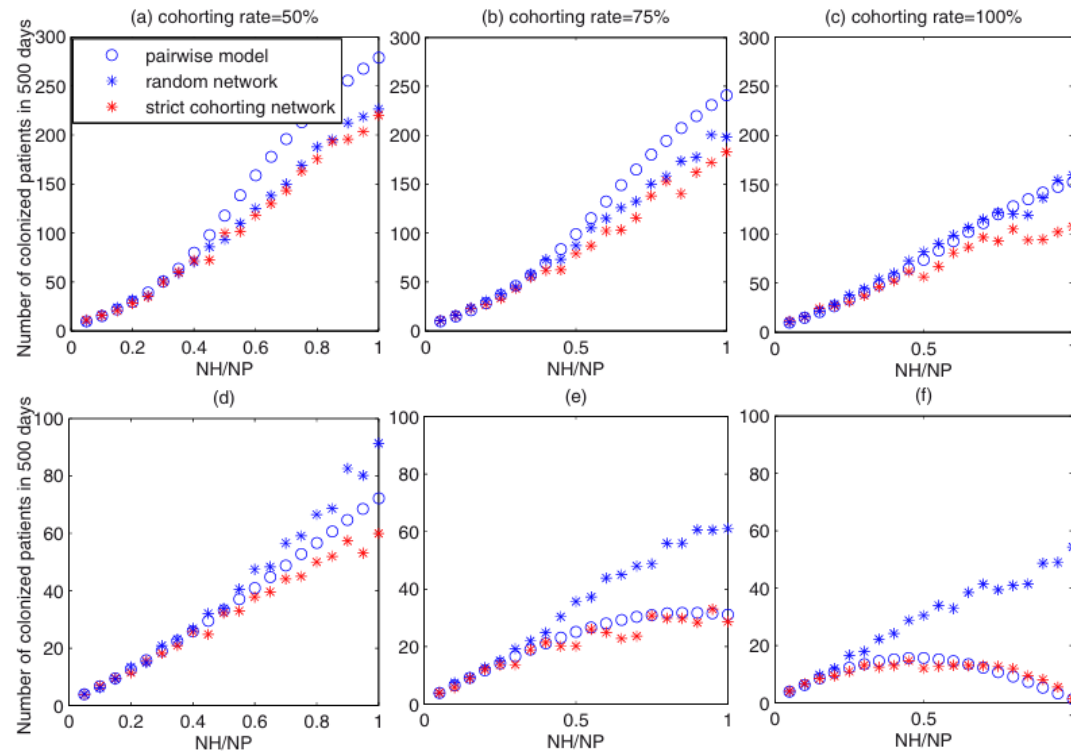 (a) cohorting rate=50%
(b) cohorting rate=75%
(c) cohorting rate=100%
Number of colonized patients in 500 days
300
250
200
150
100
50
0
pairwise model
random network
strict cohorting network
0 0.2 0.4 0.6 0.8 1
NH/NP
300
250
200
150
100
50
0
0 0.5 1
NH/NP
300
250
200
150
100
50
0
0 0.5 1
NH/NP
(d)
(e)
(f)
Number of colonized patients in 500 days
100
80
60
40
20
0
0 0.2 0.4 0.6 0.8 1
NH/NP
100
80
60
40
20
0
0 0.5 1
NH/NP
100
80
60
40
20
0
0 0.5 1
NH/NP